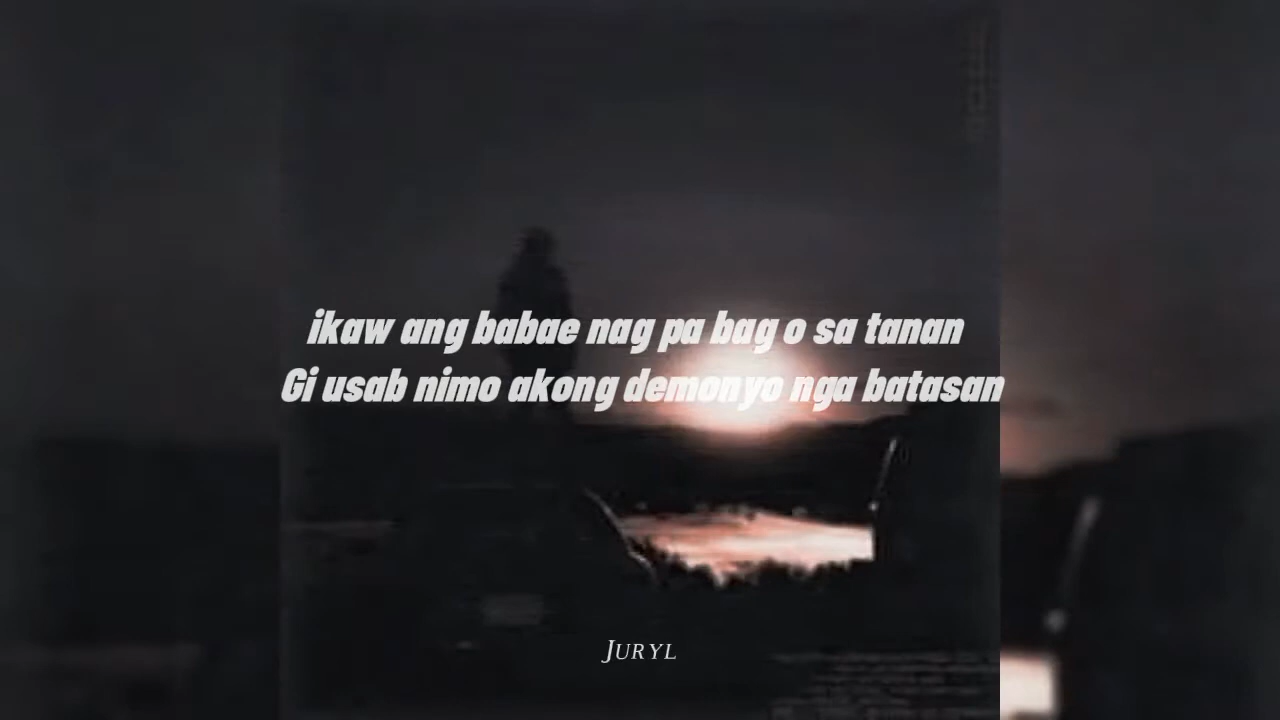 ikaw ang babae nag pa bag o sa tanan
Gi usab nimo akong demonyo nga batasan
JURYL